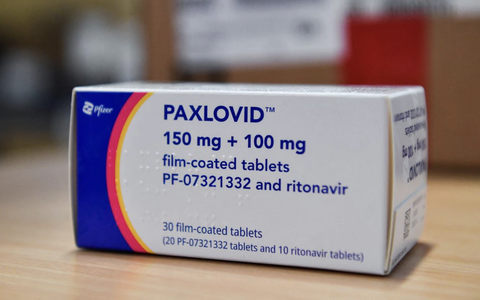 Pfizer
PAXLOVID™
150 mg + 100 mg
film-coated tablets
PF-07321332 and ritonavir
30 film-coated tablets
(20 PF-07321332 tablets and 10 ritonavir tablets)